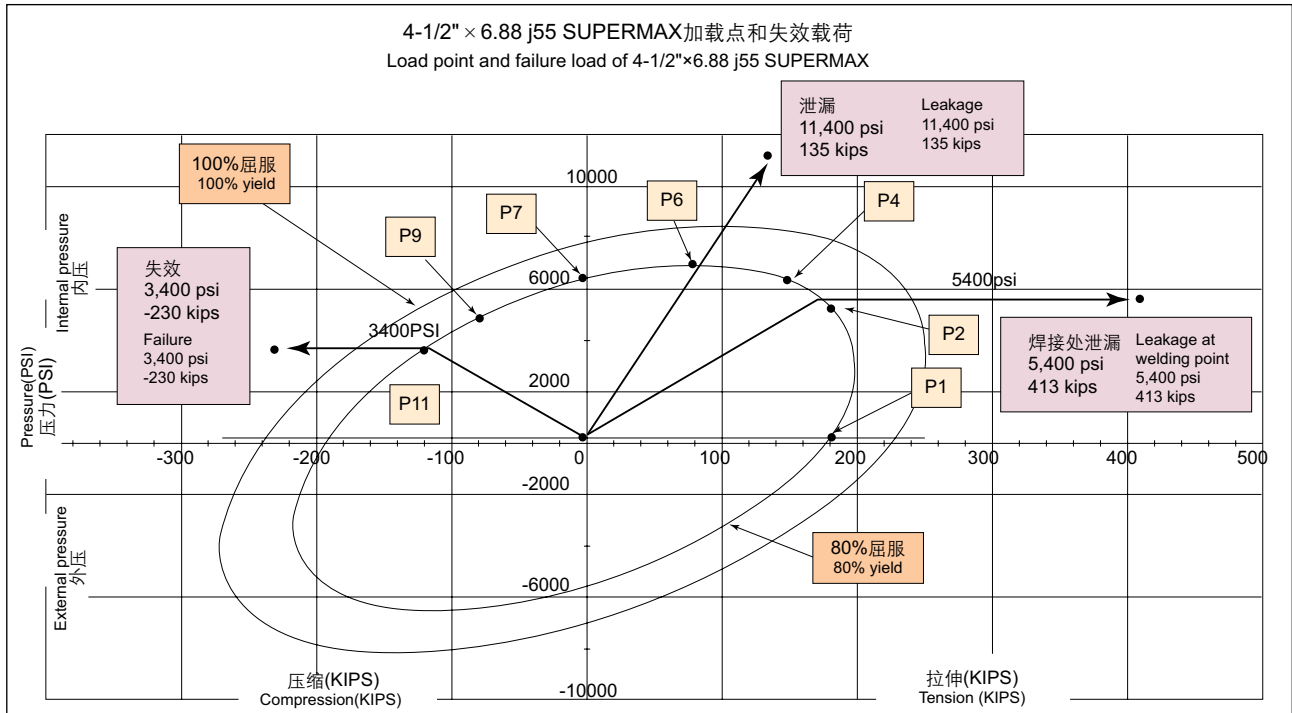 4-1/2" × 6.88 j55 SUPERMAX加载点和失效载荷
Load point and failure load of 4-1/2"×6.88 j55 SUPERMAX
泄漏
11,400 psi
135 kips
Leakage
11,400 psi
135 kips
100%屈服
100% yield
10000
P7
P6
P4
P9
失效
3,400 psi
-230 kips
Failure
3,400 psi
-230 kips
6000
5400psi
3400PSI
P2
焊接处泄漏
5,400 psi
413 kips
Leakage at
welding point
5,400 psi
413 kips
2000
P11
P1
Internal pressure
内压
Pressure(PSI)
压力(PSI)
External pressure
外压
-300
-200
-100
0
100
200
300
400
500
-2000
80%屈服
80% yield
-6000
-10000
压缩(KIPS)
Compression(KIPS)
拉伸(KIPS)
Tension (KIPS)